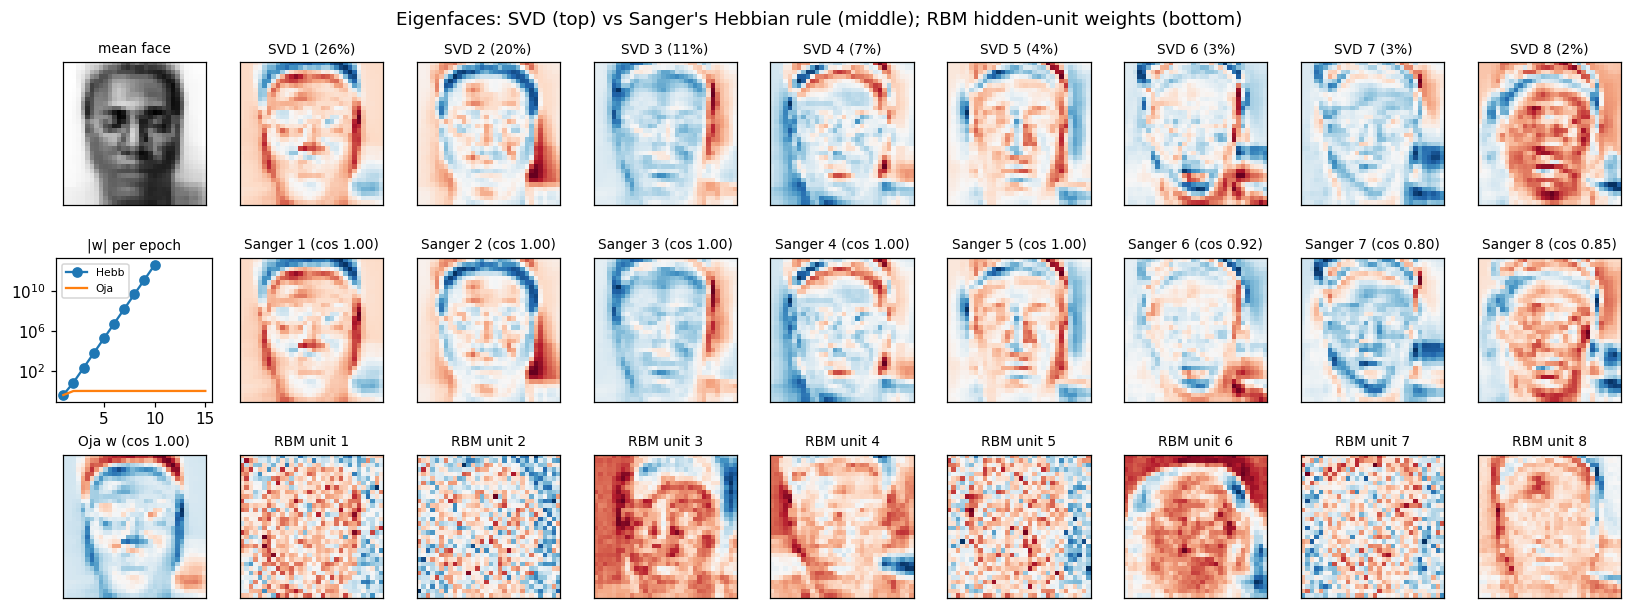 Eigenfaces: SVD (top) vs Sanger's Hebbian rule (middle); RBM hidden-unit weights (bottom)
mean face
SVD 1 (26%)
SVD 2 (20%)
SVD 3 (11%)
SVD 4 (7%)
SVD 5 (4%)
SVD 6 (3%)
SVD 7 (3%)
SVD 8 (2%)
|w| per epoch
Hebb
Oja
10^10
10^6
10^2
5
10
15
Sanger 1 (cos 1.00)
Sanger 2 (cos 1.00)
Sanger 3 (cos 1.00)
Sanger 4 (cos 1.00)
Sanger 5 (cos 1.00)
Sanger 6 (cos 0.92)
Sanger 7 (cos 0.80)
Sanger 8 (cos 0.85)
Oja w (cos 1.00)
RBM unit 1
RBM unit 2
RBM unit 3
RBM unit 4
RBM unit 5
RBM unit 6
RBM unit 7
RBM unit 8